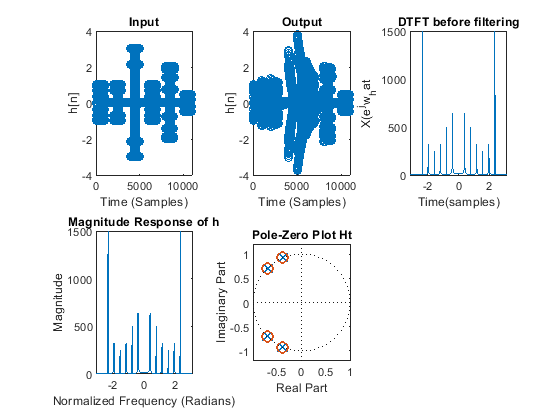 Input
Output
DTFT before filtering
4
2
0
-2
-4
h[n]
0
5000
10000
Time (Samples)
4
2
0
-2
-4
h[n]
0
5000
10000
Time (Samples)
1500
1000
500
0
X(e^jw_hat
-2
0
2
Time(samples)
Magnitude Response of h
Pole-Zero Plot Ht
1500
1000
500
0
Magnitude
-2
0
2
Normalized Frequency (Radians)
1
0.5
0
-0.5
-1
Imaginary Part
-0.5
0
0.5
1
Real Part